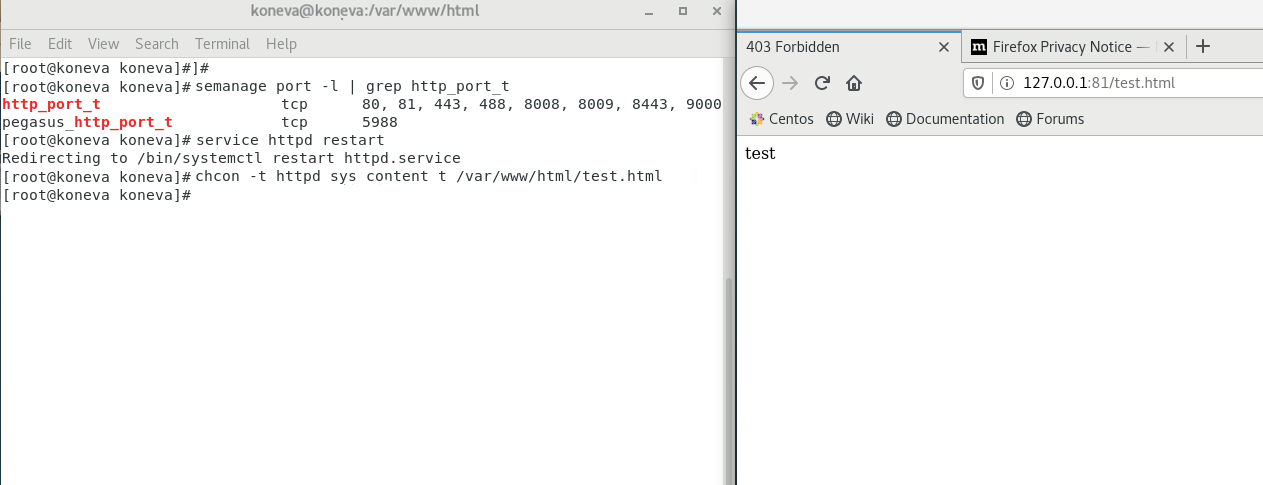 koneva@koneva:/var/www/html
File Edit View Search Terminal Help
[root@koneva koneva]#]#
[root@koneva koneva]# semanage port -l | grep http_port_t
http_port_t tcp 80, 81, 443, 488, 8008, 8009, 8443, 9000
pegasus_http_port_t tcp 5988
[root@koneva koneva]# service httpd restart
Redirecting to /bin/systemctl restart httpd.service
[root@koneva koneva]# chcon -t httpd sys content t /var/www/html/test.html
[root@koneva koneva]#
403 Forbidden
Firefox Privacy Notice —
127.0.0.1:81/test.html
Centos Wiki Documentation Forums
test